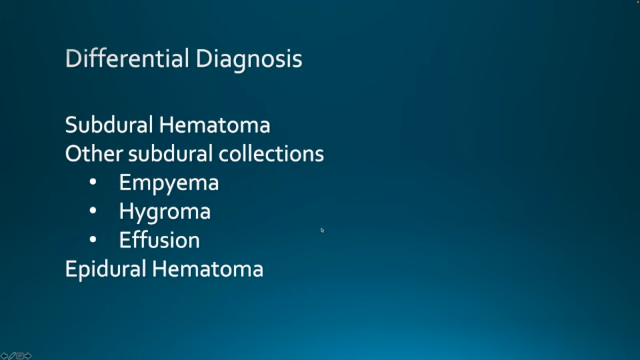 Differential Diagnosis
Subdural Hematoma
Other subdural collections
• Empyema
• Hygroma
• Effusion
Epidural Hematoma